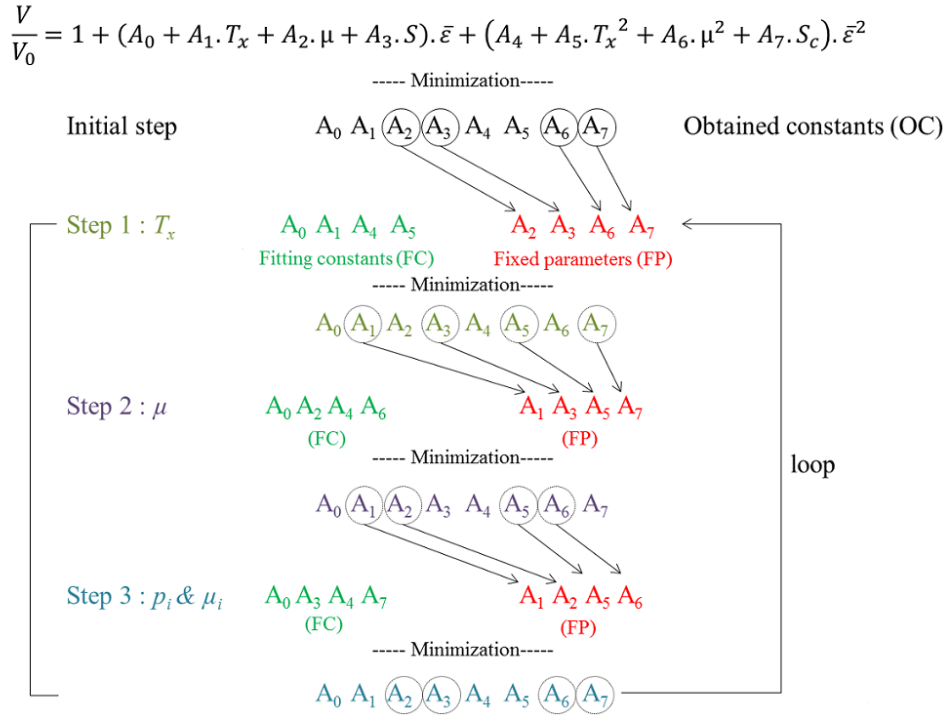 V/V₀ = 1 + (A₀ + A₁.Tₓ + A₂.μ + A₃.S).ε̄ + (A₄ + A₅.Tₓ² + A₆.μ² + A₇.S_c).ε̄²
----- Minimization-----
Initial step A₀ A₁ A₂ A₃ A₄ A₅ A₆ A₇ Obtained constants (OC)
Step 1 : Tₓ A₀ A₁ A₄ A₅ A₂ A₃ A₆ A₇
Fitting constants (FC) Fixed parameters (FP)
----- Minimization-----
A₀ A₁ A₂ A₃ A₄ A₅ A₆ A₇
Step 2 : μ A₀ A₂ A₄ A₆ A₁ A₃ A₅ A₇
(FC) (FP)
----- Minimization-----
loop
A₀ A₁ A₂ A₃ A₄ A₅ A₆ A₇
Step 3 : pᵢ & μᵢ A₀ A₃ A₄ A₇ A₁ A₂ A₅ A₆
(FC) (FP)
----- Minimization-----
A₀ A₁ A₂ A₃ A₄ A₅ A₆ A₇